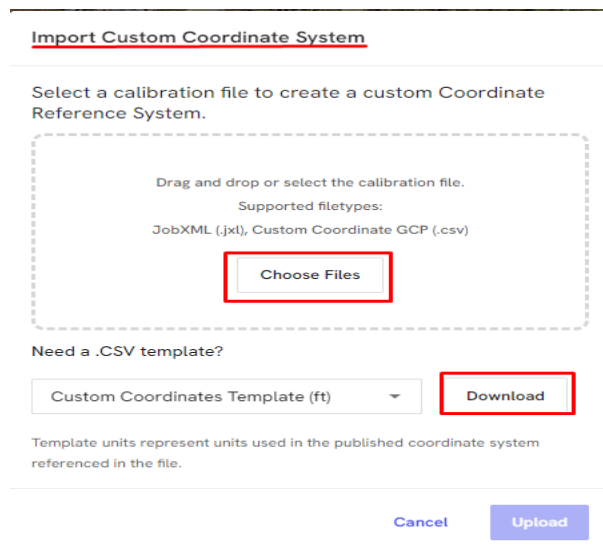 Import Custom Coordinate System
Select a calibration file to create a custom Coordinate
Reference System.
Drag and drop or select the calibration file.
Supported filetypes:
JobXML (.jxl), Custom Coordinate GCP (.csv)
Choose Files
Need a .CSV template?
Custom Coordinates Template (ft)
Download
Template units represent units used in the published coordinate system
referenced in the file.
Cancel
Upload